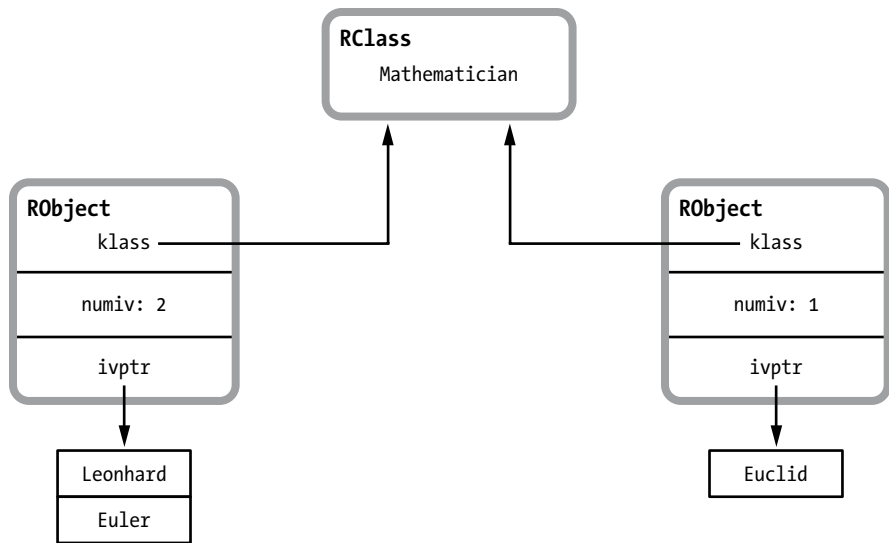 RClass
Mathematician
RObject
klass
numiv: 2
ivptr
Leonhard
Euler
RObject
klass
numiv: 1
ivptr
Euclid